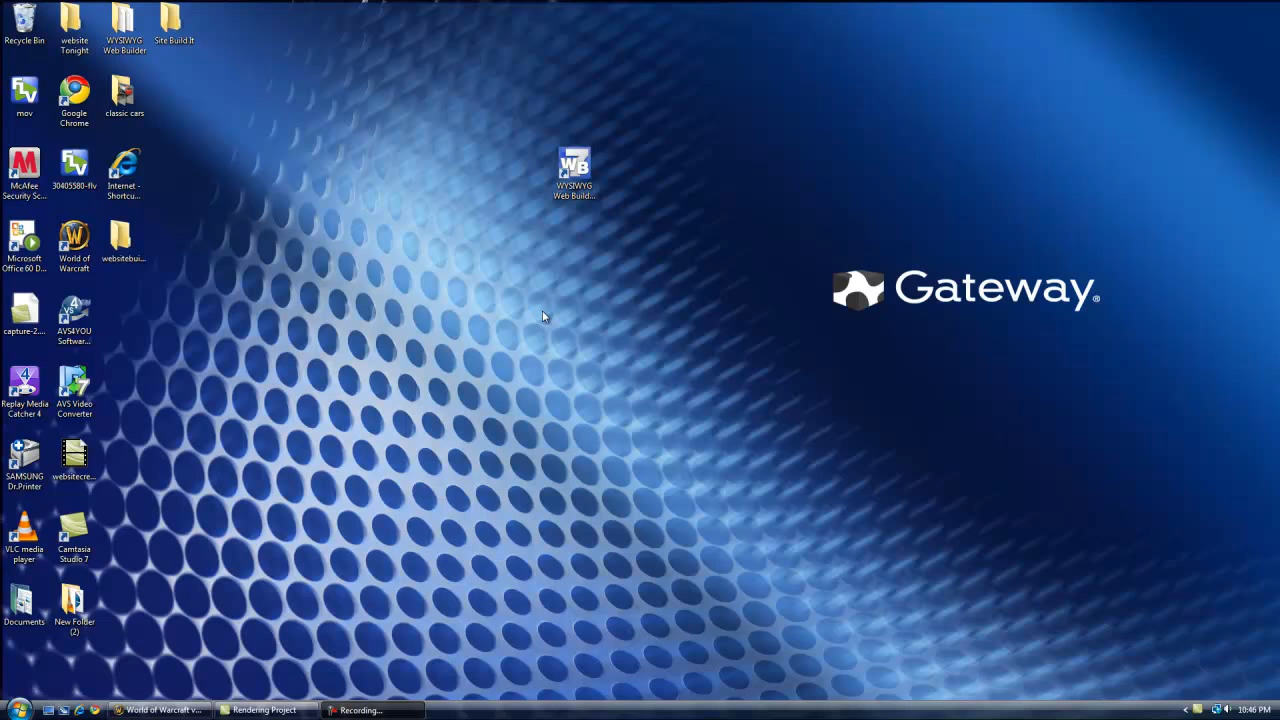 Recycle Bin
website
Tonight
WYSIWYG
Web Builder
Site Build It
mov
Google
Chrome
classic cars
McAfee
Security Sc...
30405580-flv
Internet -
Shortcu...
WYSIWYG
Web Build...
Microsoft
Office 60 D...
World of
Warcraft
websitebui...
Gateway®
capture-2....
AVS4YOU
Softwar...
Replay Media
Catcher 4
AVS Video
Converter
SAMSUNG
Dr.Printer
websitecre...
VLC media
player
Camtasia
Studio 7
Documents
New Folder
(2)
World of Warcraft v...
Rendering Project
Recording...
10:46 PM